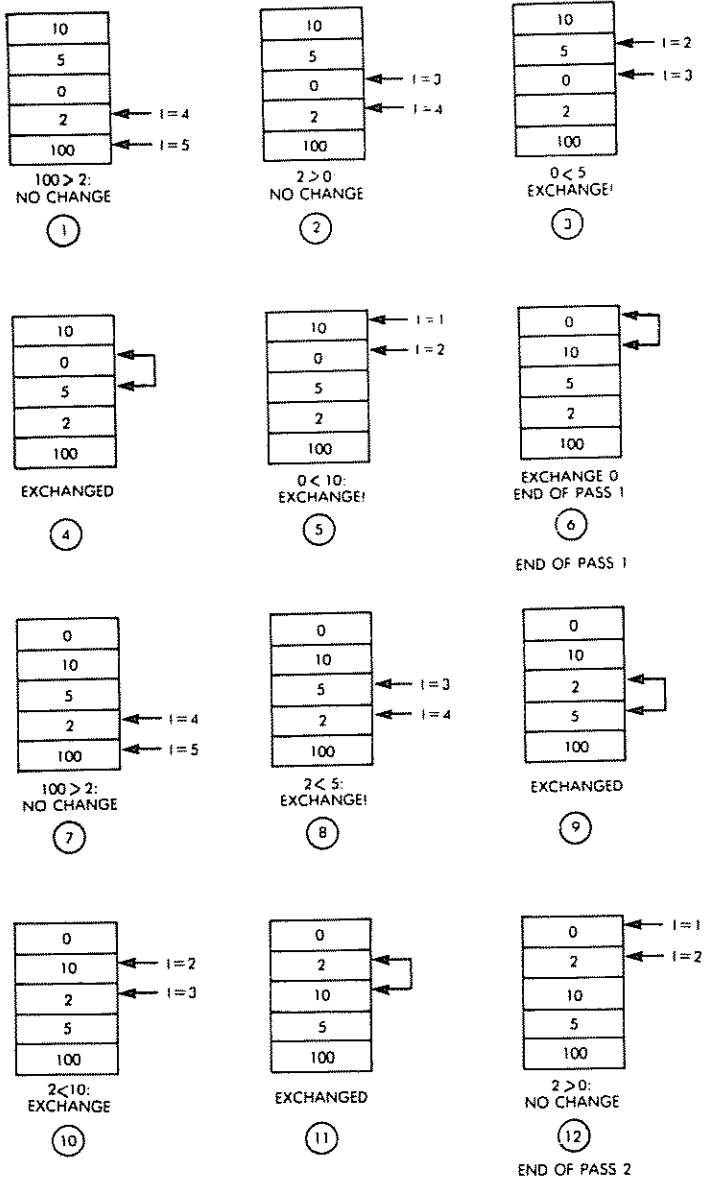 10
5
0
2
100
I=4
I=5
100 > 2:
NO CHANGE
1
10
5
0
2
100
I=3
I=4
2 > 0:
NO CHANGE
2
10
5
0
2
100
I=2
I=3
0 < 5
EXCHANGE!
3
10
0
5
2
100
EXCHANGED
4
10
0
5
2
100
I=1
I=2
0 < 10:
EXCHANGE!
5
0
10
5
2
100
EXCHANGE 0
END OF PASS 1
6
END OF PASS 1
0
10
5
2
100
I=4
I=5
100 > 2:
NO CHANGE
7
0
10
5
2
100
I=3
I=4
2 < 5:
EXCHANGE!
8
0
10
2
5
100
EXCHANGED
9
0
10
2
5
100
I=2
I=3
2<10:
EXCHANGE
10
0
2
10
5
100
EXCHANGED
11
0
2
10
5
100
I=1
I=2
2 > 0:
NO CHANGE
12
END OF PASS 2